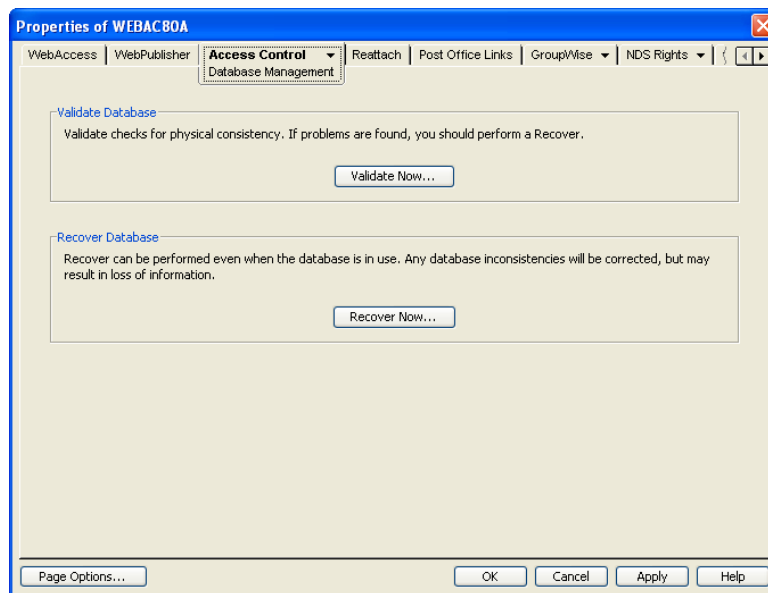 Properties of WEBAC80A
WebAccess WebPublisher Access Control Reattach Post Office Links GroupWise NDS Rights
Database Management
Validate Database
Validate checks for physical consistency. If problems are found, you should perform a Recover.
Validate Now...
Recover Database
Recover can be performed even when the database is in use. Any database inconsistencies will be corrected, but may
result in loss of information.
Recover Now...
Page Options... OK Cancel Apply Help